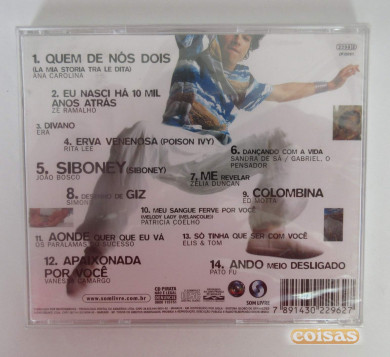 1. QUEM DE NÓS DOIS
(LA MIA STORIA TRA LE DITA)
ANA CAROLINA
2. EU NASCI HÁ 10 MIL
ANOS ATRÁS
ZÉ RAMALHO
3. DIVANO
ERA
4. ERVA VENENOSA (POISON IVY)
RITA LEE
5. SIBONEY (SIBONEY)
JOÃO BOSCO
6. DANÇANDO COM A VIDA
SANDRA DE SÁ / GABRIEL, O
PENSADOR
7. ME REVELAR
ZÉLIA DUNCAN
8. GIZ
SIMONE
9. COLOMBINA
ED MOTTA
10. MEU SANGUE FERVE POR VOCÊ
(MELODY LADY (MELANCOLIE)
PATRICIA COELHO
11. AONDE QUER QUE EU VÁ
OS PARALAMAS DO SUCESSO
12. APAIXONADA
POR VOCÊ
VANESSA CAMARGO
13. SÓ TINHA QUE SER COM VOCÊ
ELIS & TOM
14. ANDO MEIO DESLIGADO
PATO FU
www.somlivre.com.br
CD PIRATA
SOM LIVRE
7 891430 229627
coisas